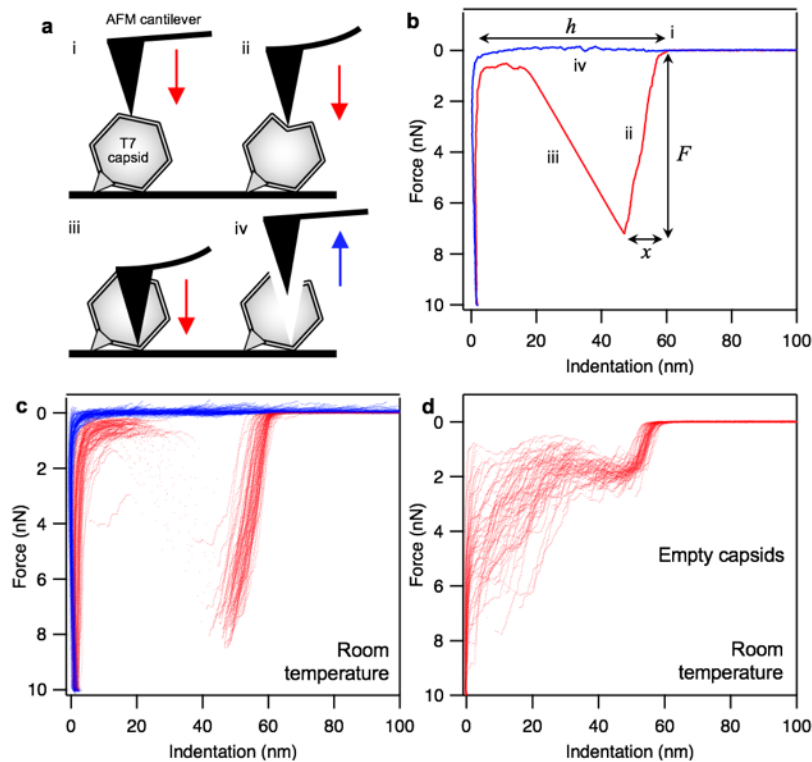 a
AFM cantilever
i
ii
T7
capsid
iii
iv
b
h
i
iv
ii
iii
F
x
0
2
4
6
8
10
Force (nN)
0
20
40
60
80
100
Indentation (nm)
c
0
2
4
6
8
10
Force (nN)
Room
temperature
0
20
40
60
80
100
Indentation (nm)
d
0
2
4
6
8
10
Force (nN)
Empty capsids
Room
temperature
0
20
40
60
80
100
Indentation (nm)